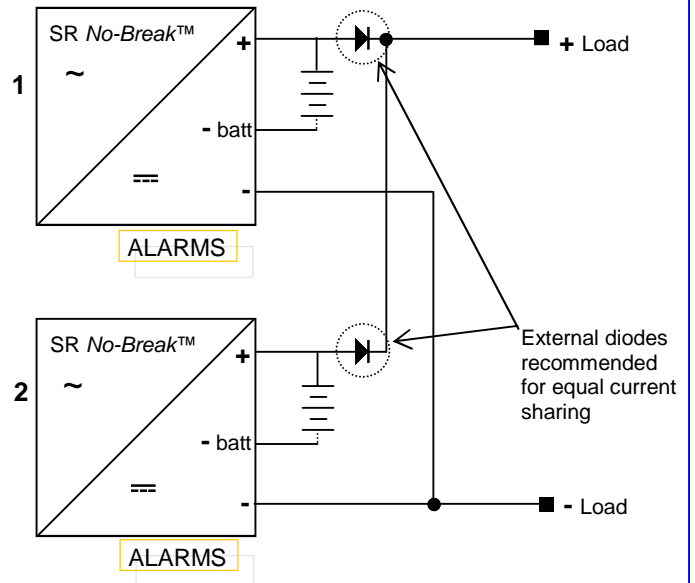 SR No-Break™
+
~
1
- batt
-
ALARMS
+ Load
SR No-Break™
+
~
2
- batt
-
ALARMS
External diodes
recommended
for equal current
sharing
- Load